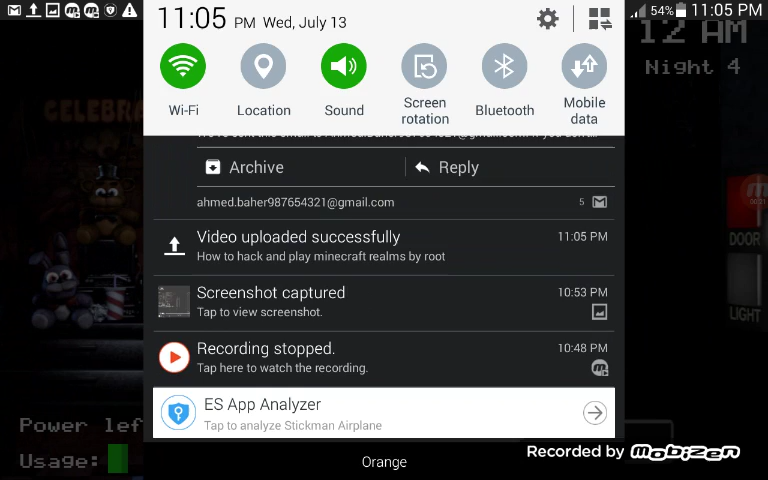 54% 11:05 PM
11:05 PM Wed, July 13
12 AM
Night 4
CELEBRA
Wi-Fi
Location
Sound
Screen rotation
Bluetooth
Mobile data
Archive
Reply
ahmed.baher987654321@gmail.com 5
Video uploaded successfully 11:05 PM
How to hack and play minecraft realms by root
Screenshot captured 10:53 PM
Tap to view screenshot.
Recording stopped. 10:48 PM
Tap here to watch the recording.
ES App Analyzer
Tap to analyze Stickman Airplane
DOOR
LIGHT
Power lef
Usage:
Orange
Recorded by Mobizen